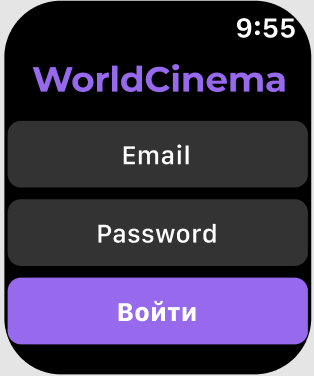 9:55
WorldCinema
Email
Password
Войти